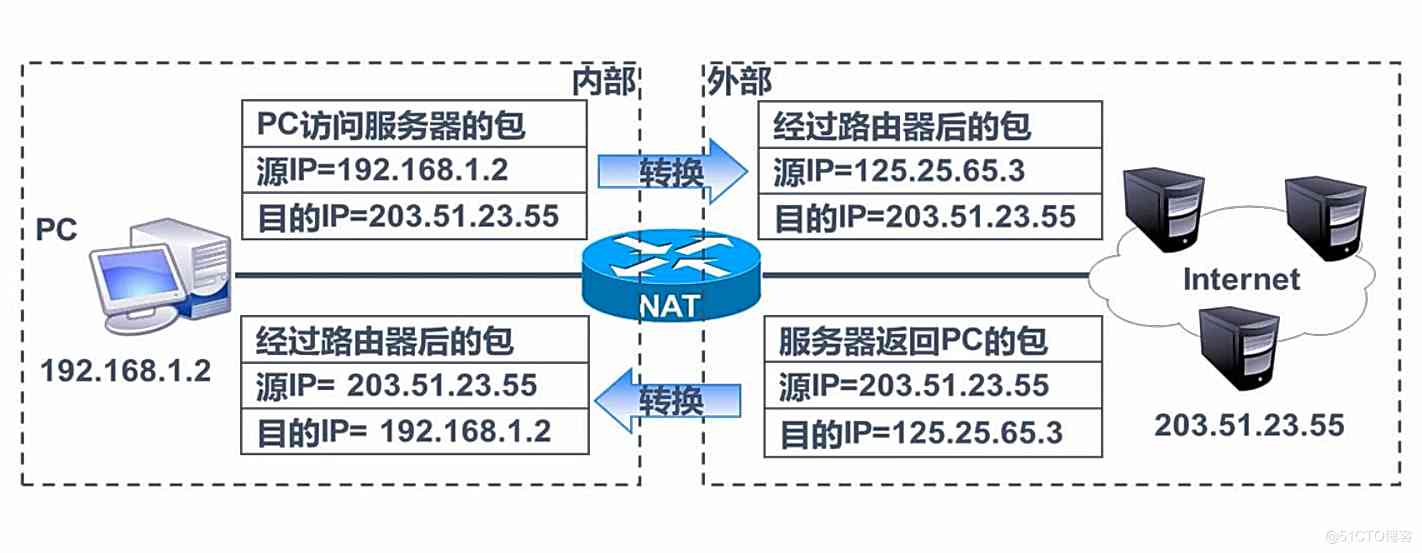 内部
外部
PC访问服务器的包
源IP=192.168.1.2
目的IP=203.51.23.55
转换
经过路由器后的包
源IP=125.25.65.3
目的IP=203.51.23.55
PC
NAT
Internet
192.168.1.2
经过路由器后的包
源IP= 203.51.23.55
目的IP= 192.168.1.2
转换
服务器返回PC的包
源IP=203.51.23.55
目的IP=125.25.65.3
203.51.23.55
@51CTO博客